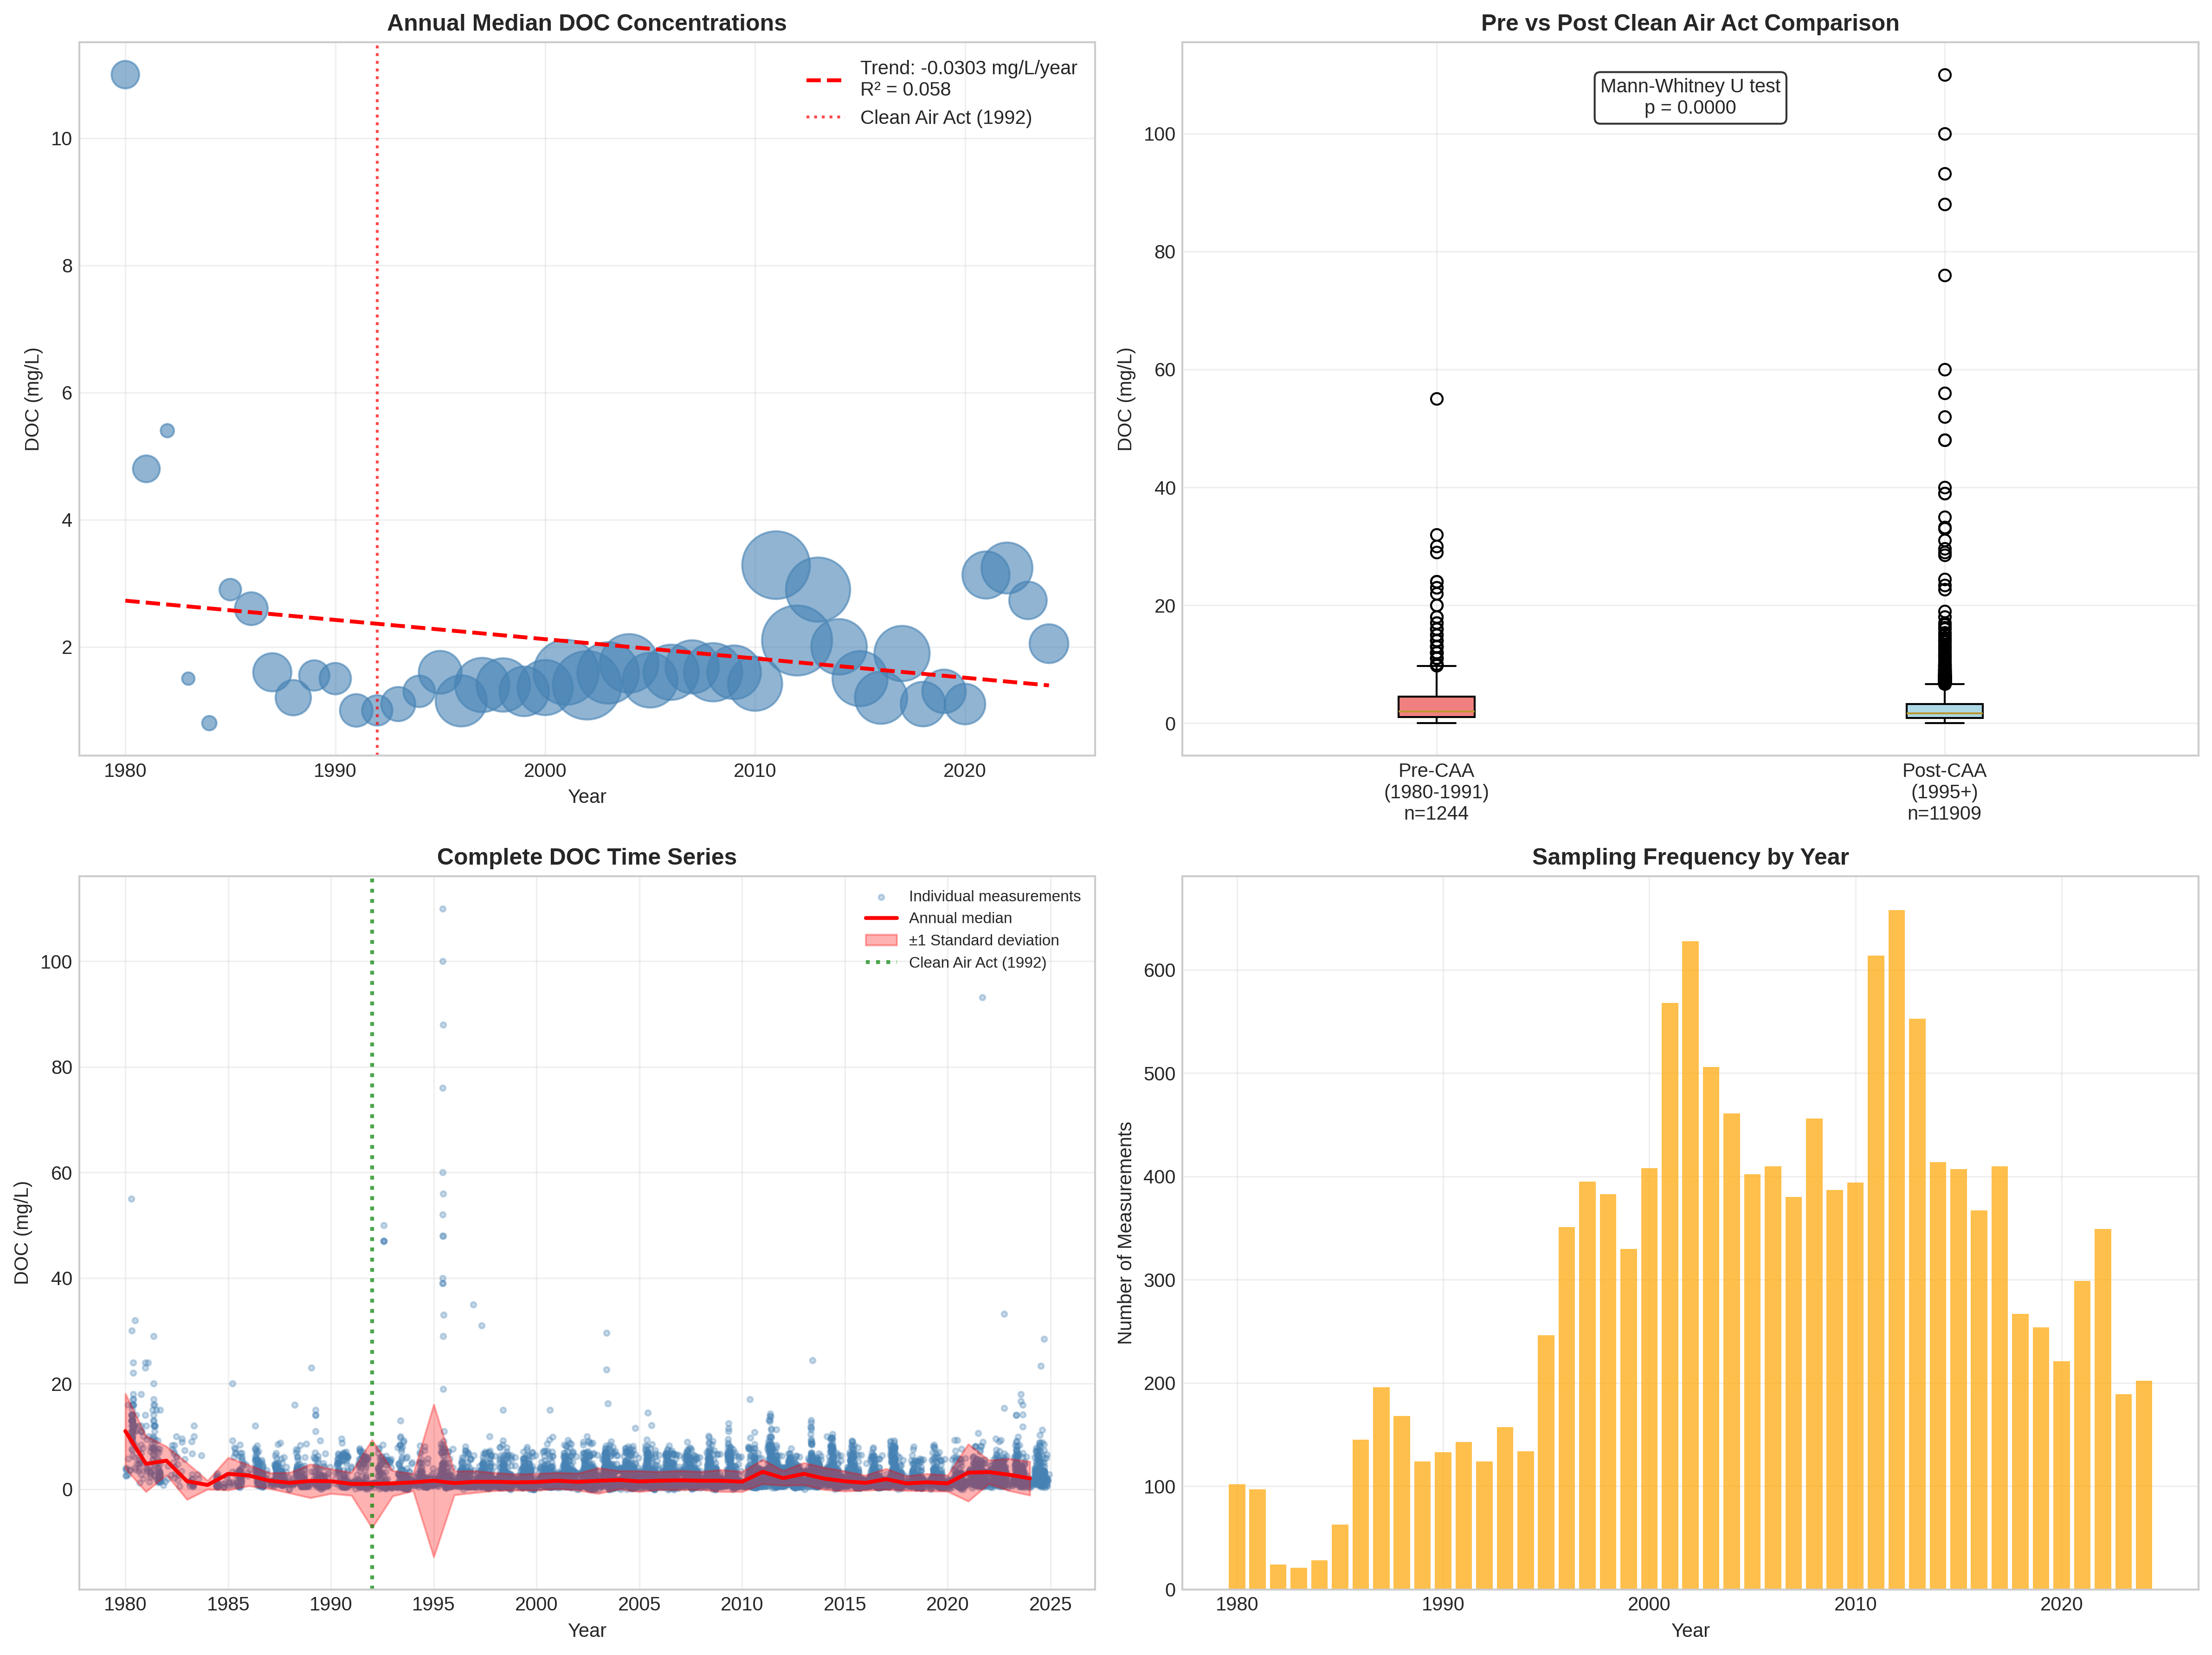 Annual Median DOC Concentrations
DOC (mg/L)
10
8
6
4
2
Trend: -0.0303 mg/L/year
R² = 0.058
Clean Air Act (1992)
1980
1990
2000
2010
2020
Year
Pre vs Post Clean Air Act Comparison
DOC (mg/L)
100
80
60
40
20
0
Mann-Whitney U test
p = 0.0000
Pre-CAA
(1980-1991)
n=1244
Post-CAA
(1995+)
n=11909
Complete DOC Time Series
DOC (mg/L)
100
80
60
40
20
0
Individual measurements
Annual median
±1 Standard deviation
Clean Air Act (1992)
1980
1985
1990
1995
2000
2005
2010
2015
2020
2025
Year
Sampling Frequency by Year
Number of Measurements
600
500
400
300
200
100
0
1980
1990
2000
2010
2020
Year